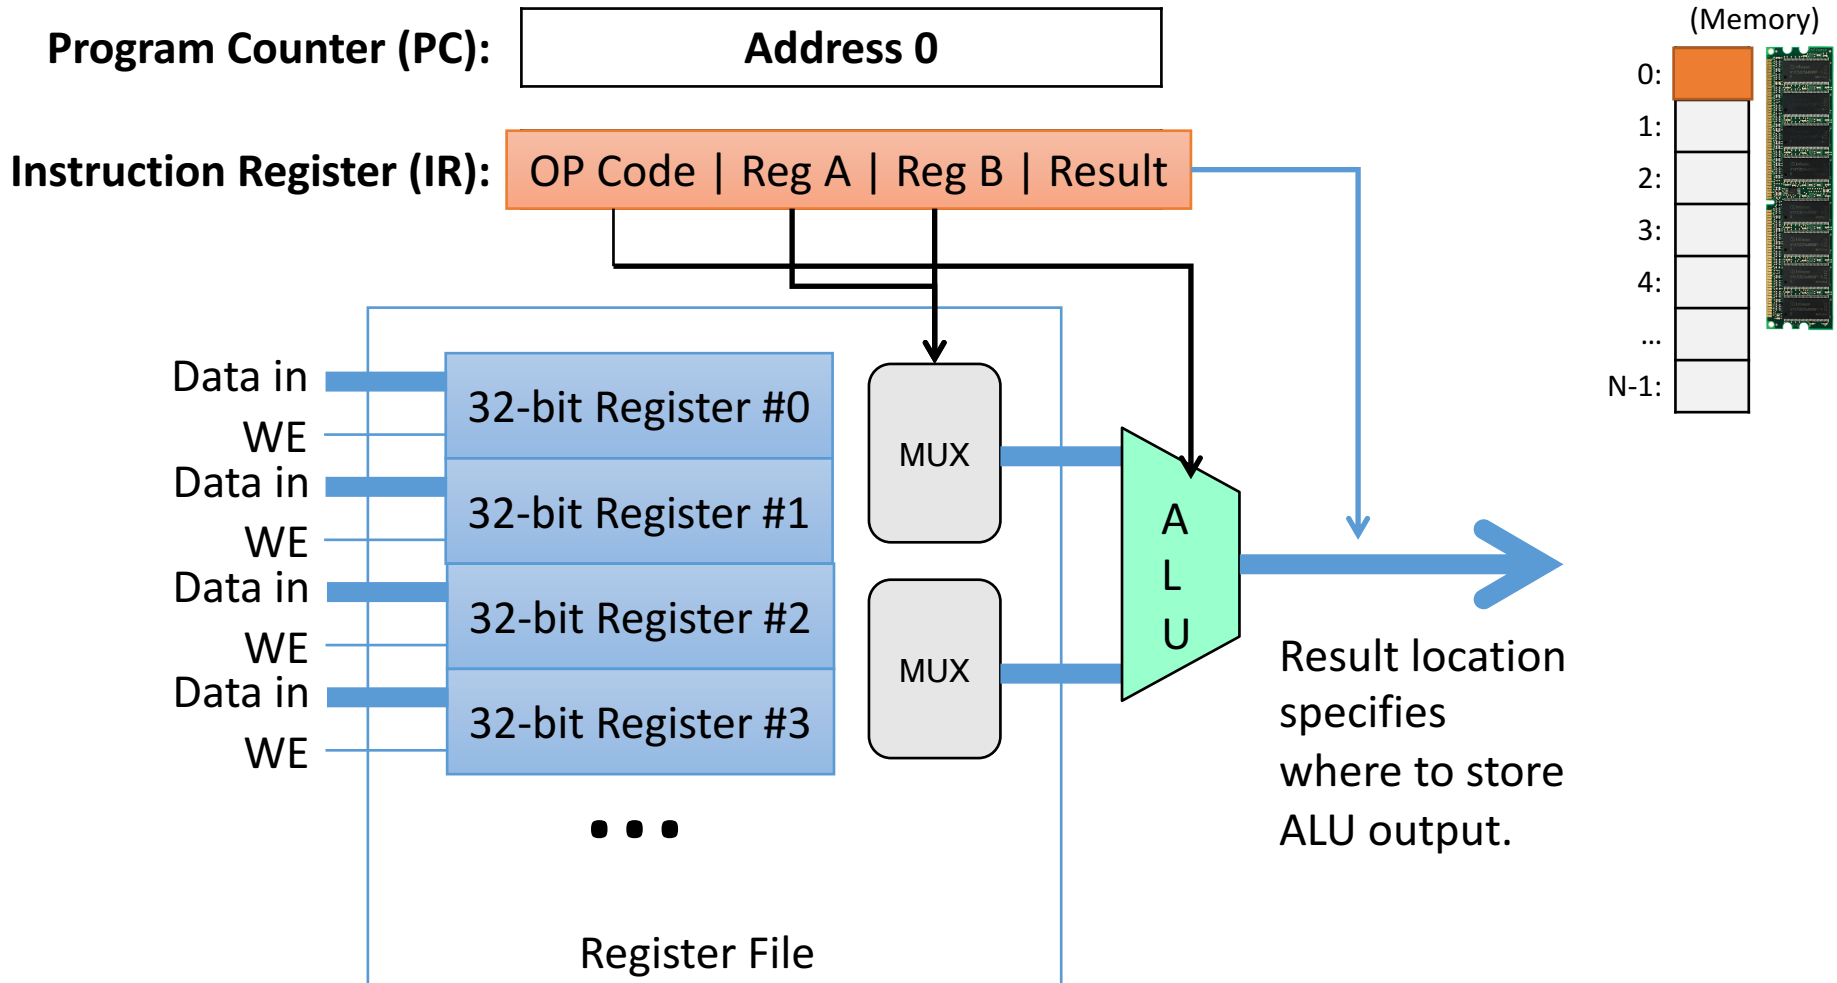 (Memory)
Program Counter (PC):
Address 0
0:
1:
2:
3:
4:
...
N-1:
Instruction Register (IR):
OP Code | Reg A | Reg B | Result
Data in
WE
Data in
WE
Data in
WE
Data in
WE
32-bit Register #0
32-bit Register #1
32-bit Register #2
32-bit Register #3
...
MUX
MUX
A
L
U
Result location
specifies
where to store
ALU output.
Register File